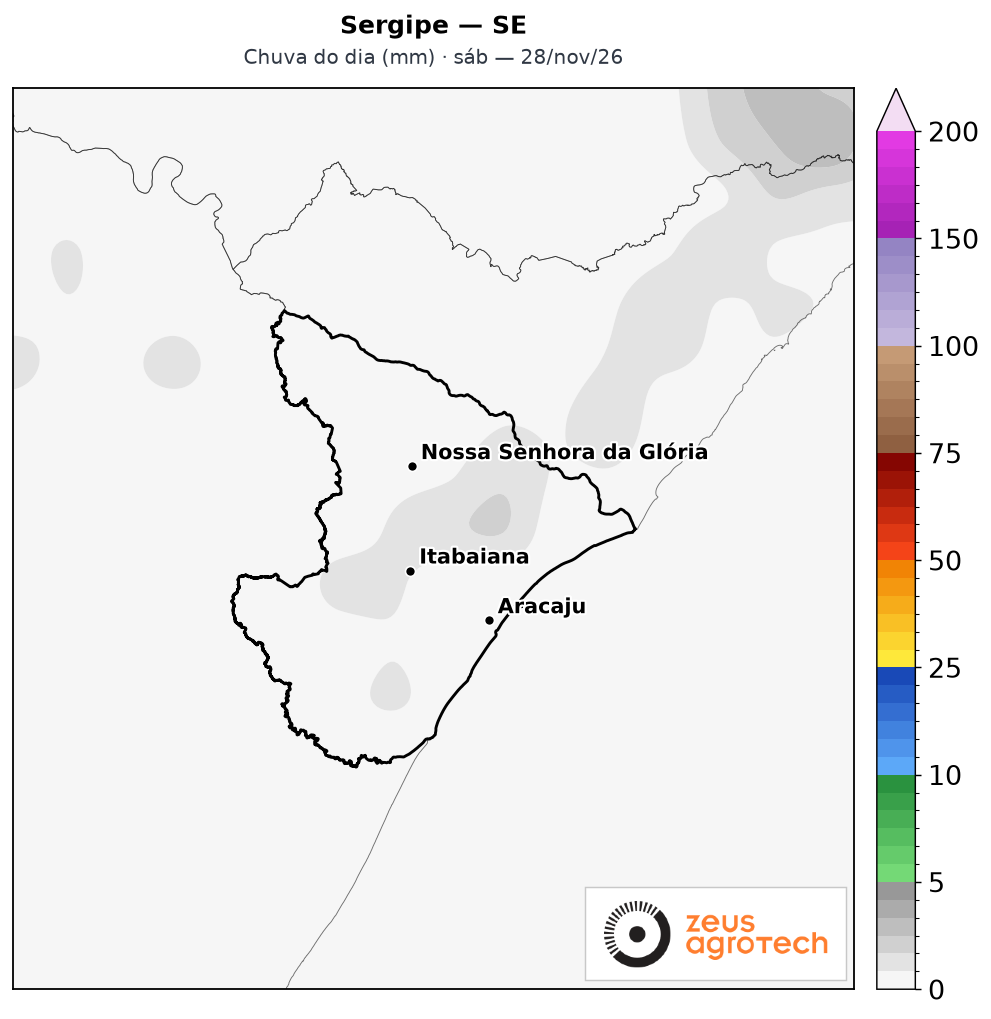 Sergipe — SE
Chuva do dia (mm) · sáb — 28/nov/26
Nossa Senhora da Glória
Itabaiana
Aracaju
200
150
100
75
50
25
10
5
0
zeus
agrotech